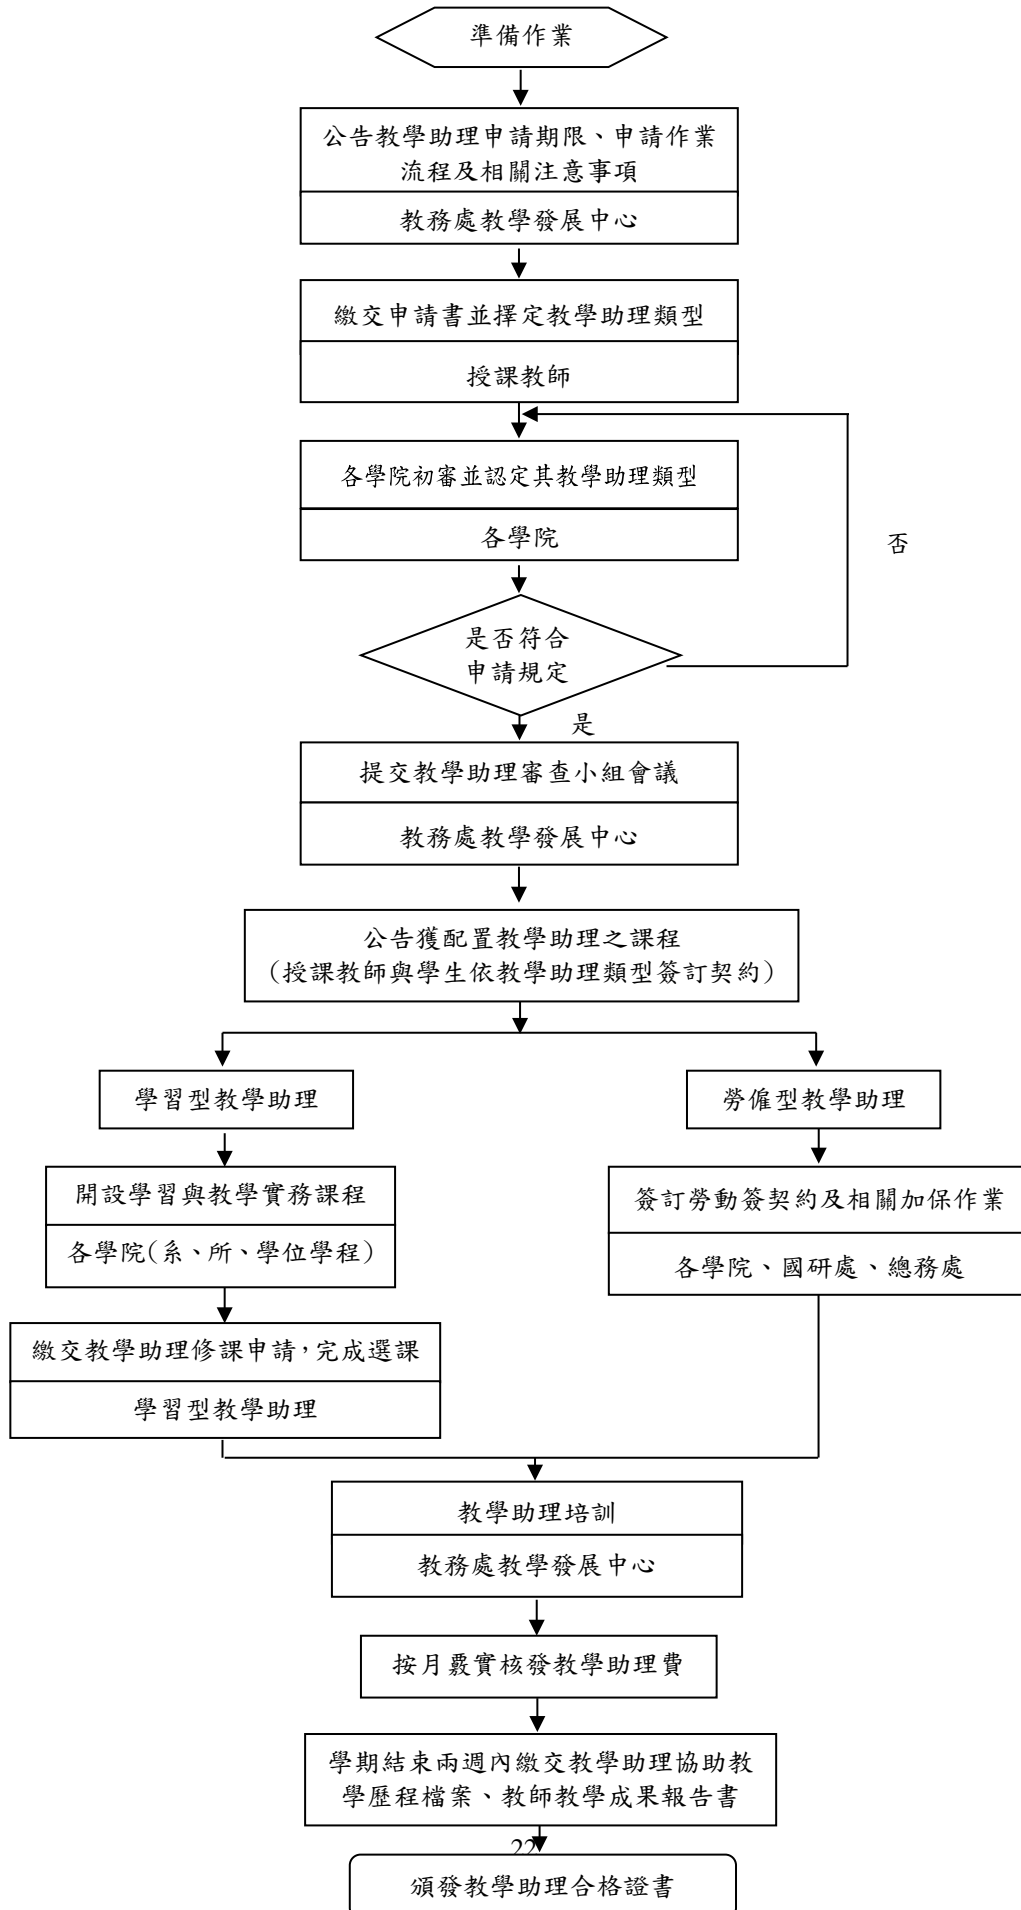 準備作業
公告教學助理申請期限、申請作業
流程及相關注意事項
教務處教學發展中心
繳交申請書並擇定教學助理類型
授課教師
各學院初審並認定其教學助理類型
各學院
否
是否符合
申請規定
是
提交教學助理審查小組會議
教務處教學發展中心
公告獲配置教學助理之課程
(授課教師與學生依教學助理類型簽訂契約)
學習型教學助理
勞僱型教學助理
開設學習與教學實務課程
各學院(系、所、學位學程)
簽訂勞動簽契約及相關加保作業
各學院、國研處、總務處
繳交教學助理修課申請,完成選課
學習型教學助理
教學助理培訓
教務處教學發展中心
按月覈實核發教學助理費
學期結束兩週內繳交教學助理協助教
學歷程檔案、教師教學成果報告書
22
頒發教學助理合格證書